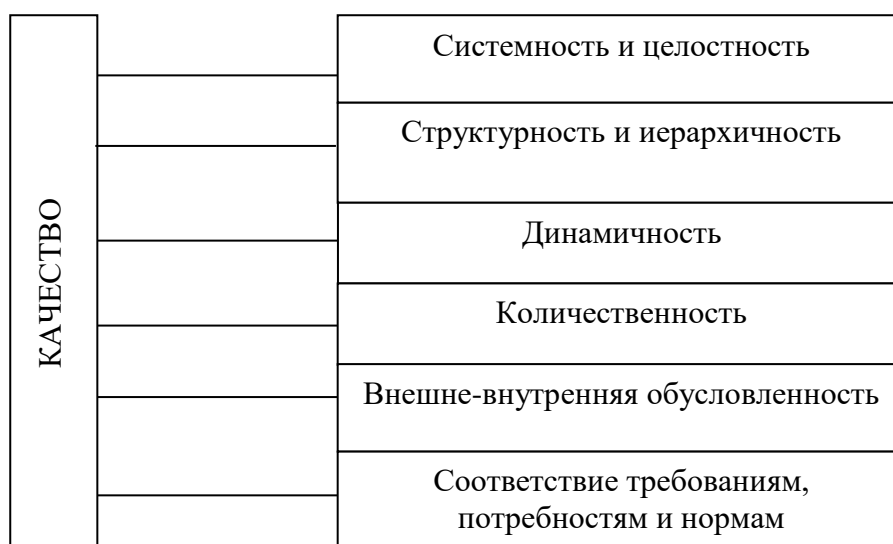 КАЧЕСТВО
Системность и целостность
Структурность и иерархичность
Динамичность
Количественность
Внешне-внутренняя обусловленность
Соответствие требованиям,
потребностям и нормам